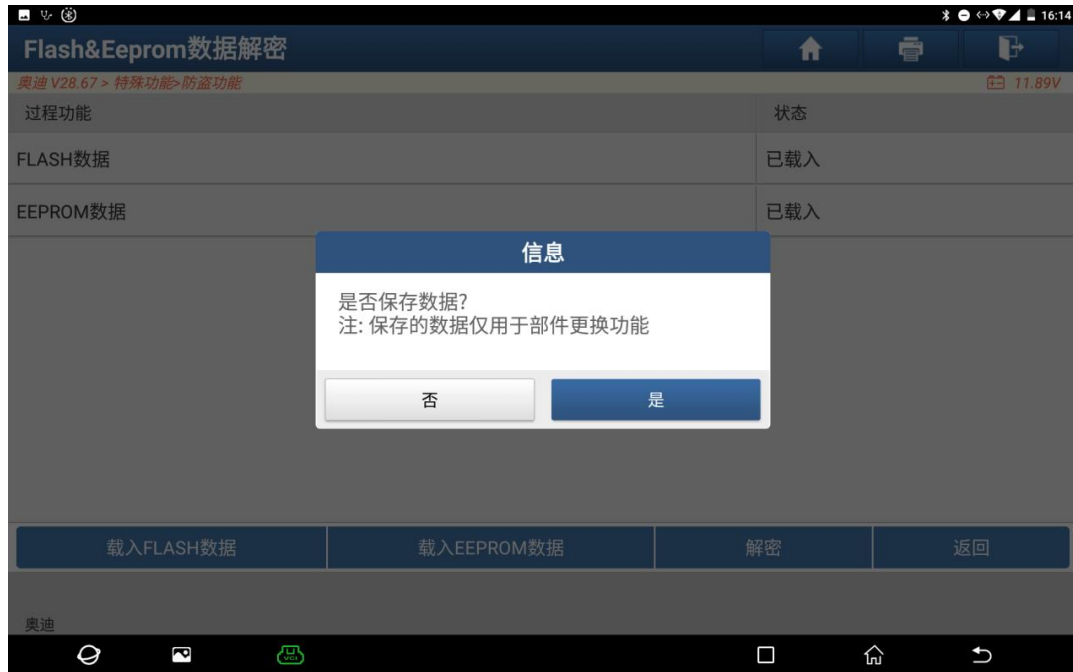 16:14
Flash&Eeprom数据解密
奥迪 V28.67 > 特殊功能>防盗功能
11.89V
过程功能
状态
FLASH数据
已载入
EEPROM数据
已载入
信息
是否保存数据?
注: 保存的数据仅用于部件更换功能
否
是
载入FLASH数据
载入EEPROM数据
解密
返回
奥迪
VCI